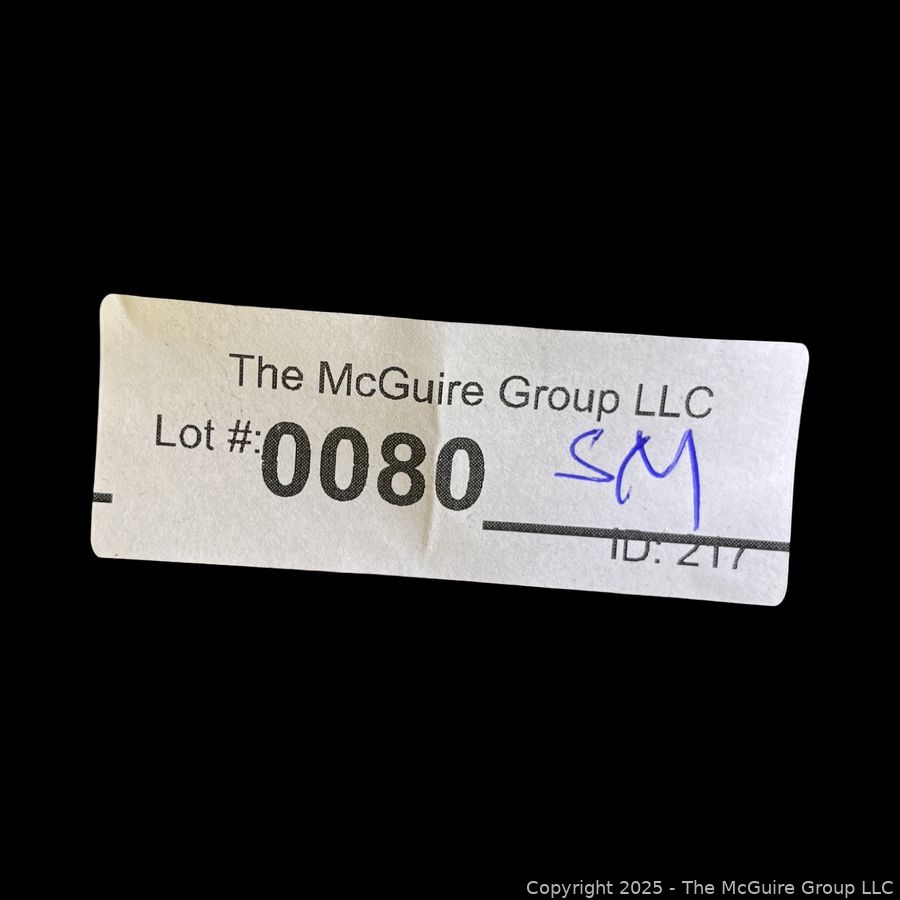 The McGuire Group LLC
Lot #:0080 SM
ID: 217
Copyright 2025 - The McGuire Group LLC